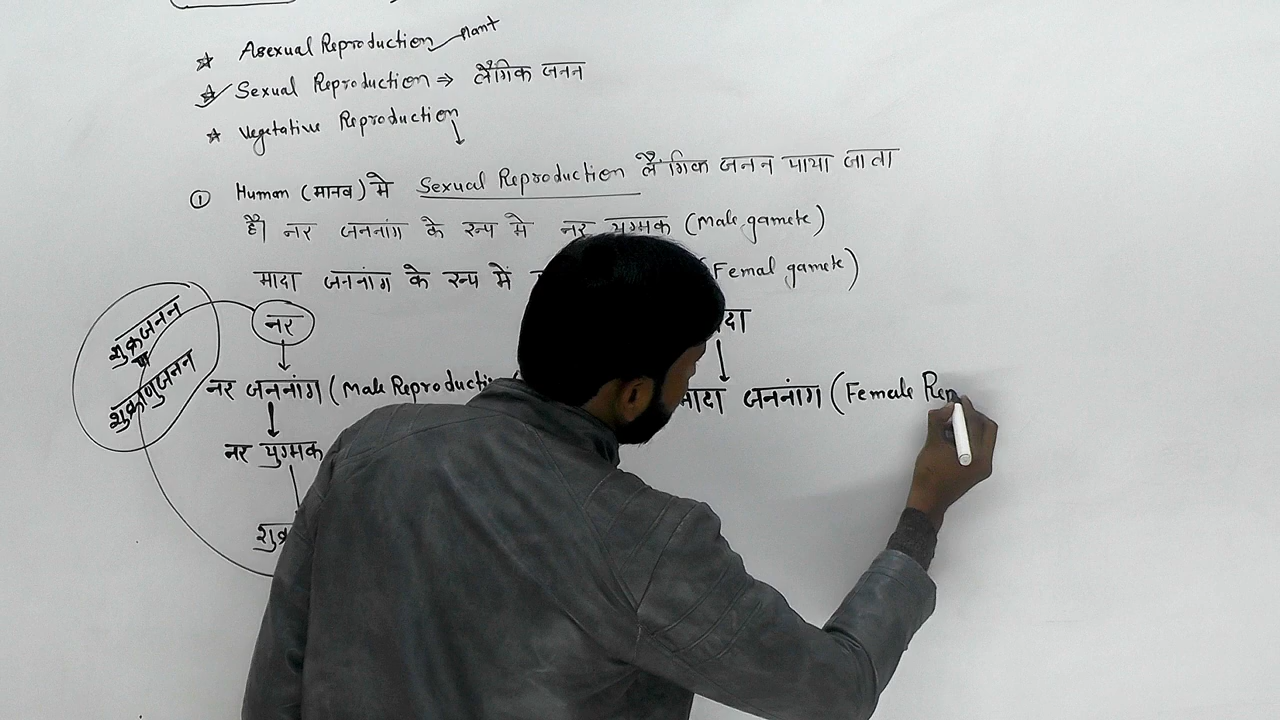 ☆ Asexual Reproduction plant
☆ Sexual Reproduction ⇒ लैंगिक जनन
☆ Vegetative Reproduction
① Human (मानव) मे Sexual Reproduction लैंगिक जनन पाया जाता
है। नर जननांग के रूप मे नर युग्मक (male gamete)
मादा जननांग के रूप में (Femal gamete)
शुक्रजनन
शुक्राणुजनन
नर
नर जननांग (Male Reproducti
नर युग्मक
मादा जननांग (Female Rep